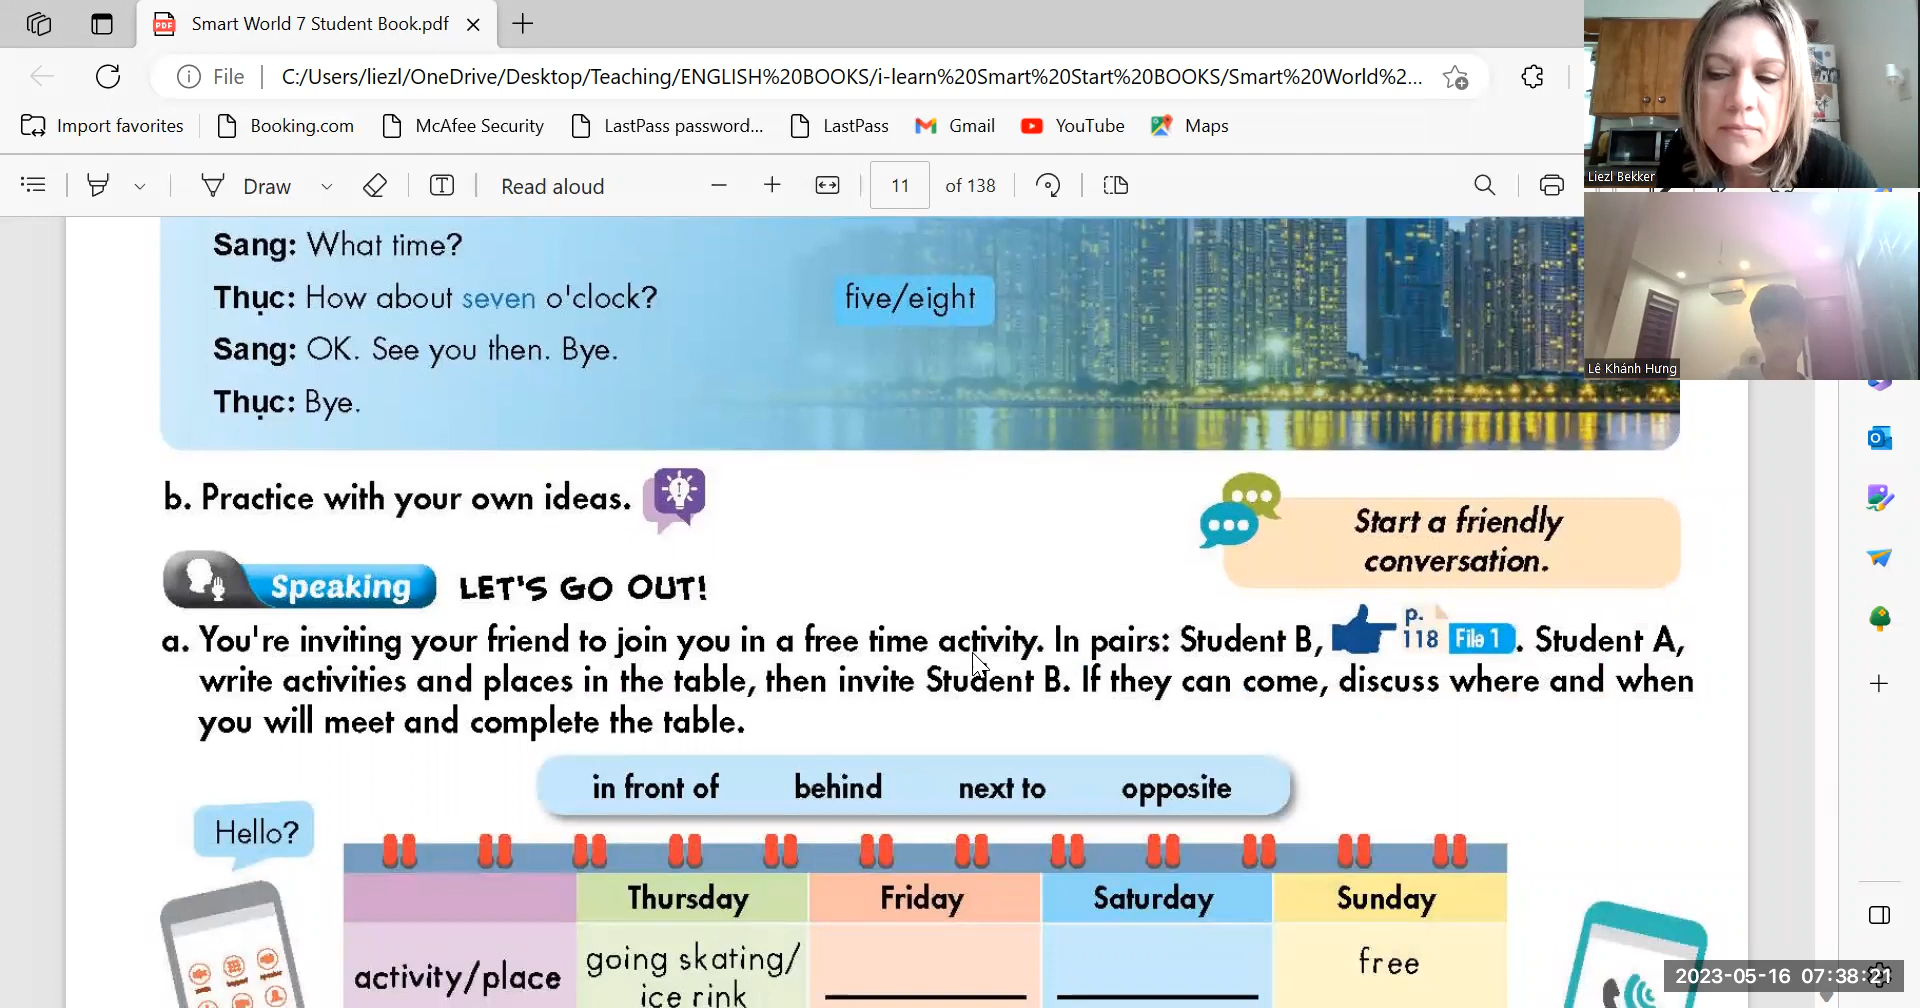 Smart World 7 Student Book.pdf
File
C:/Users/liezl/OneDrive/Desktop/Teaching/ENGLISH%20BOOKS/i-learn%20Smart%20Start%20BOOKS/Smart%20World%2...
Import favorites
Booking.com
McAfee Security
LastPass password...
LastPass
Gmail
YouTube
Maps
Draw
Read aloud
11 of 138
Liezl Bekker
Lê Khánh Hưng
Sang: What time?
Thục: How about seven o'clock?
five/eight
Sang: OK. See you then. Bye.
Thục: Bye.
b. Practice with your own ideas.
Start a friendly
conversation.
Speaking LET'S GO OUT!
a. You're inviting your friend to join you in a free time activity. In pairs: Student B, p. 118 File 1. Student A,
write activities and places in the table, then invite Student B. If they can come, discuss where and when
you will meet and complete the table.
in front of behind next to opposite
Hello?
Thursday Friday Saturday Sunday
activity/place
going skating/
ice rink
free
2023-05-16 07:38:21